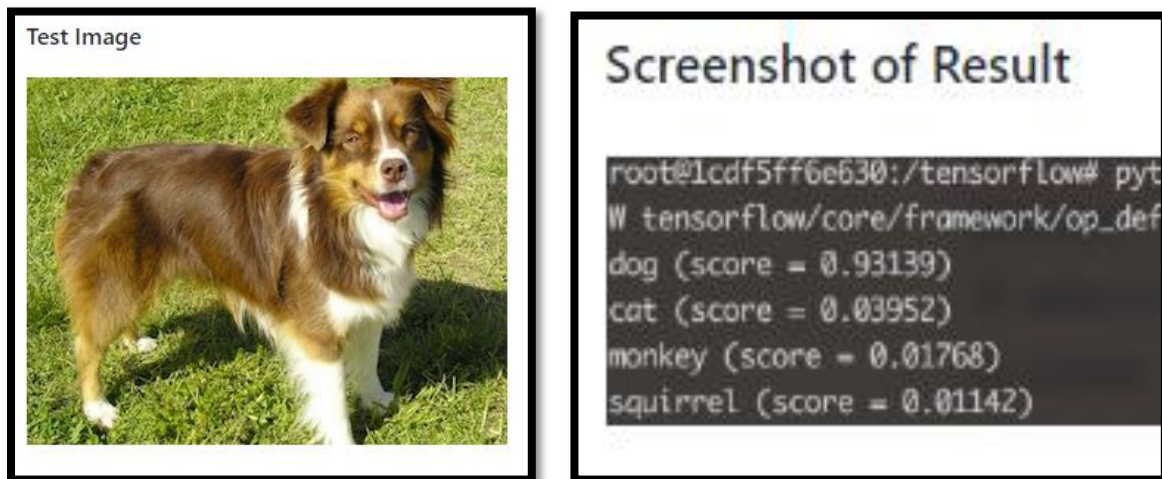 Test Image
Screenshot of Result
root@1cdf5ff6e630:/tensorflow# pyt
W tensorflow/core/framework/op_def
dog (score = 0.93139)
cat (score = 0.03952)
monkey (score = 0.01768)
squirrel (score = 0.01142)